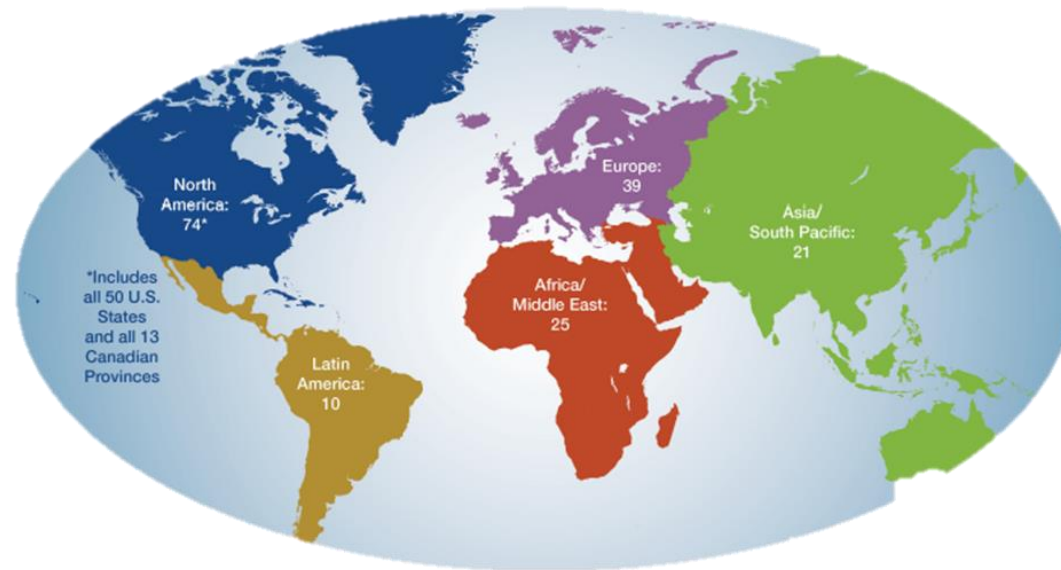 North
America:
74*
*Includes
all 50 U.S.
States
and all 13
Canadian
Provinces
Latin
America:
10
Europe:
39
Africa/
Middle East:
25
Asia/
South Pacific:
21